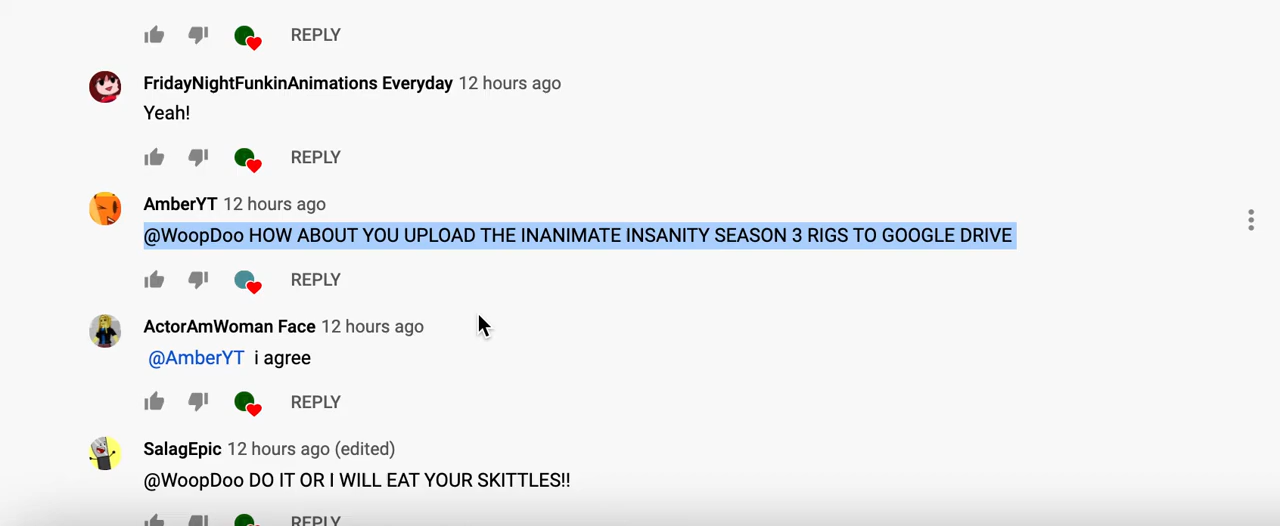 REPLY
FridayNightFunkinAnimations Everyday 12 hours ago
Yeah!
REPLY
AmberYT 12 hours ago
@WoopDoo HOW ABOUT YOU UPLOAD THE INANIMATE INSANITY SEASON 3 RIGS TO GOOGLE DRIVE
REPLY
ActorAmWoman Face 12 hours ago
@AmberYT i agree
REPLY
SalagEpic 12 hours ago (edited)
@WoopDoo DO IT OR I WILL EAT YOUR SKITTLES!!
REPLY